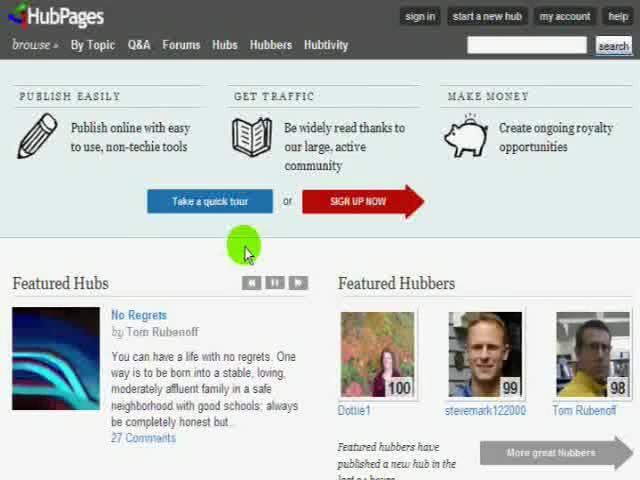 HubPages
sign in start a new hub my account help
browse » By Topic Q&A Forums Hubs Hubbers Hubtivity search
PUBLISH EASILY
Publish online with easy
to use, non-techie tools
GET TRAFFIC
Be widely read thanks to
our large, active
community
MAKE MONEY
Create ongoing royalty
opportunities
Take a quick tour or SIGN UP NOW
Featured Hubs
No Regrets
by Tom Rubenoff
You can have a life with no regrets. One
way is to be born into a stable, loving,
moderately affluent family in a safe
neighborhood with good schools; always
be completely honest but...
27 Comments
Featured Hubbers
100 99 98
Dottie1 stevemark122000 Tom Rubenoff
Featured hubbers have
published a new hub in the
last 24 hours.
More great Hubbers